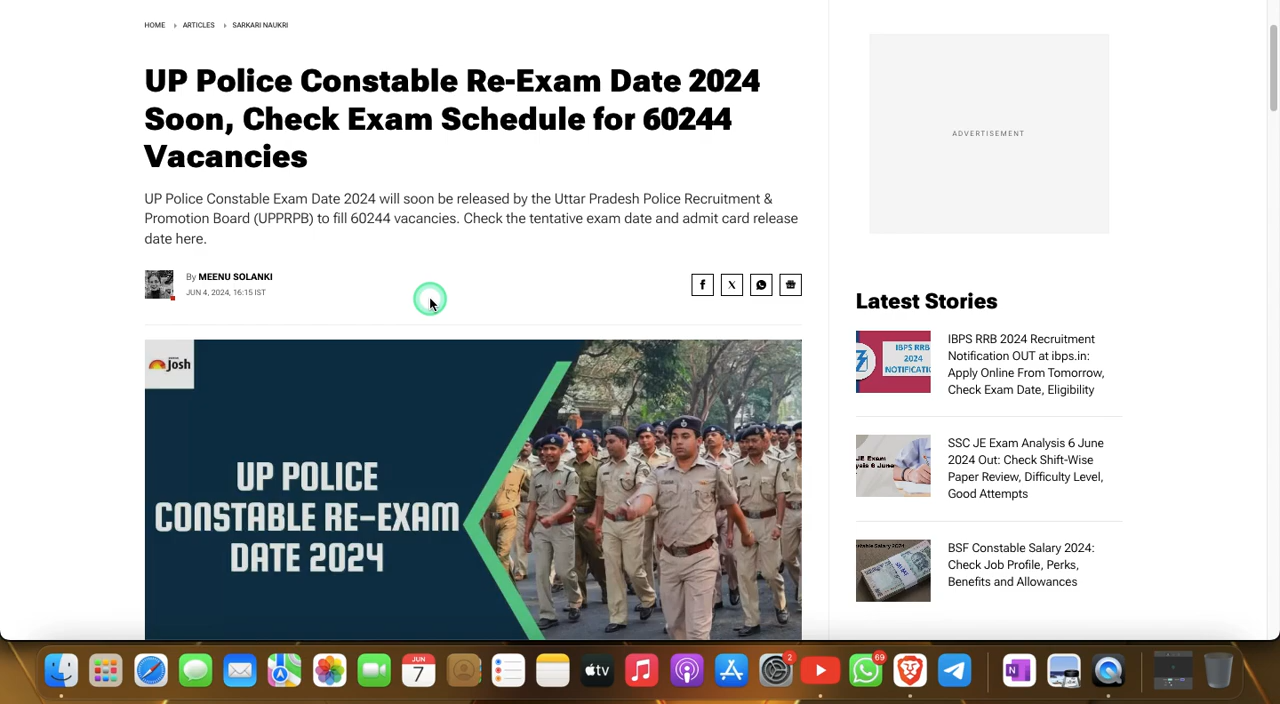 HOME ARTICLES SARKARI NAUKRI
UP Police Constable Re-Exam Date 2024
Soon, Check Exam Schedule for 60244
Vacancies
UP Police Constable Exam Date 2024 will soon be released by the Uttar Pradesh Police Recruitment &
Promotion Board (UPPRPB) to fill 60244 vacancies. Check the tentative exam date and admit card release
date here.
By MEENU SOLANKI
JUN 4, 2024, 16:15 IST
Josh
UP POLICE
CONSTABLE RE-EXAM
DATE 2024
ADVERTISEMENT
Latest Stories
IBPS RRB
2024
IBPS RRB 2024 Recruitment
Notification OUT at ibps.in:
Apply Online From Tomorrow,
Check Exam Date, Eligibility
SSC JE Exam Analysis 6 June
2024 Out: Check Shift-Wise
Paper Review, Difficulty Level,
Good Attempts
BSF Constable Salary 2024:
Check Job Profile, Perks,
Benefits and Allowances
JUN
7
tv
2
69
N